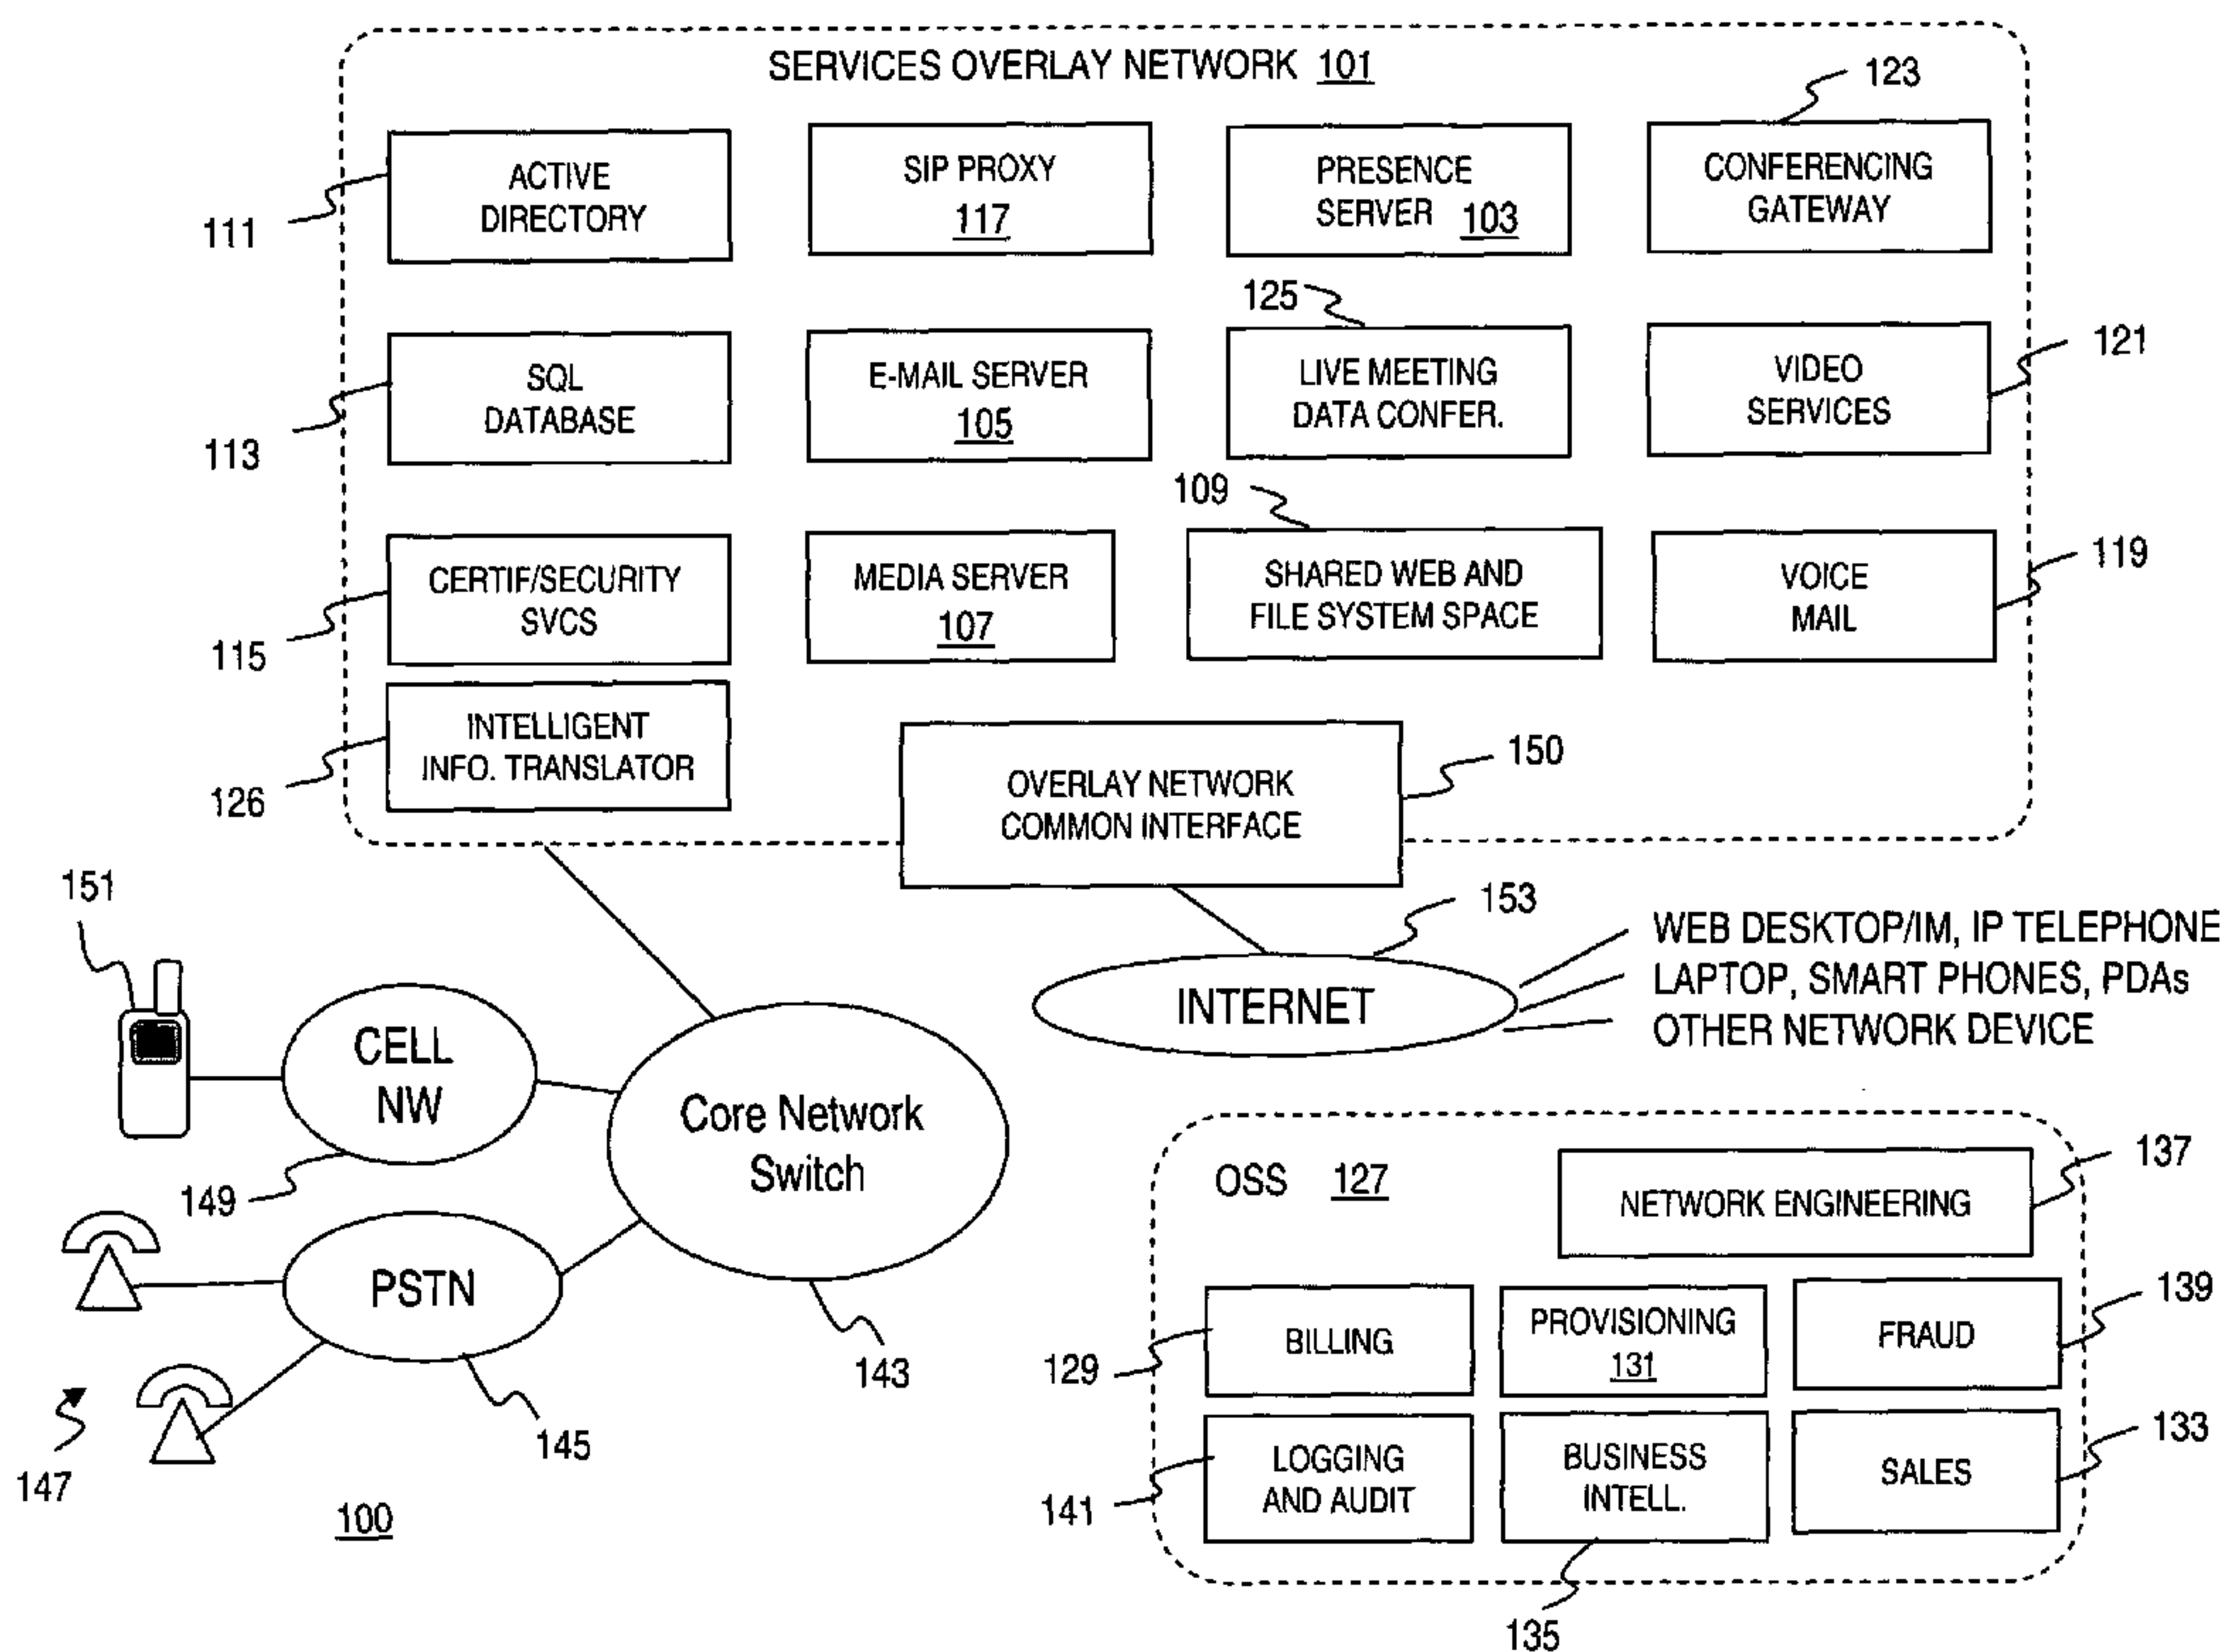 SERVICES OVERLAY NETWORK 101
123
ACTIVE
DIRECTORY
111
SIP PROXY
117
PRESENCE
SERVER 103
CONFERENCING
GATEWAY
125
SQL
DATABASE
113
E-MAIL SERVER
105
LIVE MEETING
DATA CONFER.
VIDEO
SERVICES
121
109
CERTIF/SECURITY
SVCS
115
MEDIA SERVER
107
SHARED WEB AND
FILE SYSTEM SPACE
VOICE
MAIL
119
INTELLIGENT
INFO. TRANSLATOR
126
OVERLAY NETWORK
COMMON INTERFACE
150
151
153
CELL
NW
149
Core Network
Switch
143
INTERNET
WEB DESKTOP/IM, IP TELEPHONE
LAPTOP, SMART PHONES, PDAs
OTHER NETWORK DEVICE
PSTN
145
147
100
OSS 127
NETWORK ENGINEERING
137
BILLING
129
PROVISIONING
131
FRAUD
139
LOGGING
AND AUDIT
141
BUSINESS
INTELL.
135
SALES
133